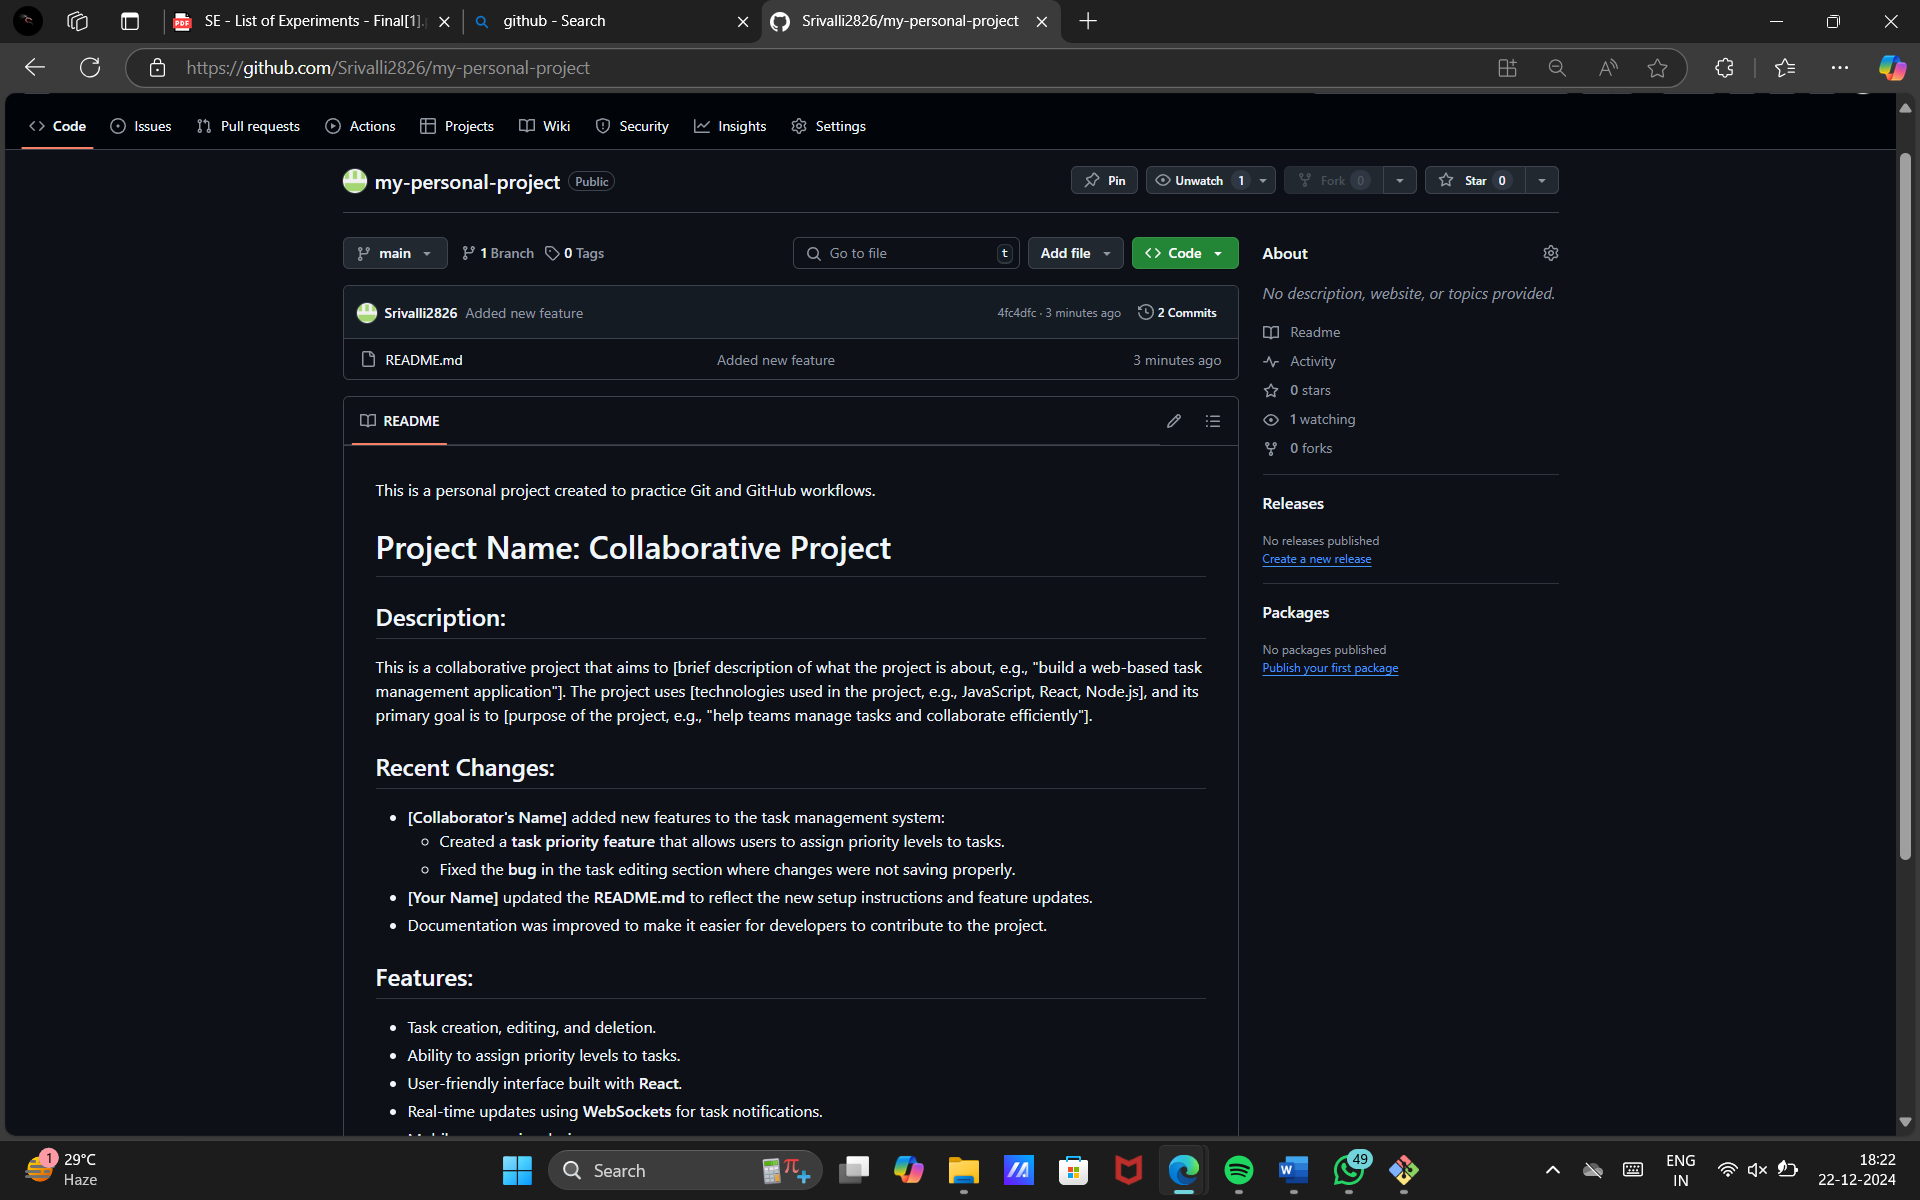 SE - List of Experiments - Final[1].
github - Search
Srivalli2826/my-personal-project
https://github.com/Srivalli2826/my-personal-project
Code
Issues
Pull requests
Actions
Projects
Wiki
Security
Insights
Settings
my-personal-project
Public
Pin
Unwatch 1
Fork 0
Star 0
main
1 Branch
0 Tags
Go to file
t
Add file
Code
About
No description, website, or topics provided.
Srivalli2826 Added new feature
4fc4dfc · 3 minutes ago
2 Commits
README.md
Added new feature
3 minutes ago
Readme
Activity
0 stars
1 watching
0 forks
README
This is a personal project created to practice Git and GitHub workflows.
Project Name: Collaborative Project
Description:
This is a collaborative project that aims to [brief description of what the project is about, e.g., "build a web-based task
management application"]. The project uses [technologies used in the project, e.g., JavaScript, React, Node.js], and its
primary goal is to [purpose of the project, e.g., "help teams manage tasks and collaborate efficiently"].
Recent Changes:
[Collaborator's Name] added new features to the task management system:
Created a task priority feature that allows users to assign priority levels to tasks.
Fixed the bug in the task editing section where changes were not saving properly.
[Your Name] updated the README.md to reflect the new setup instructions and feature updates.
Documentation was improved to make it easier for developers to contribute to the project.
Features:
Task creation, editing, and deletion.
Ability to assign priority levels to tasks.
User-friendly interface built with React.
Real-time updates using WebSockets for task notifications.
Releases
No releases published
Create a new release
Packages
No packages published
Publish your first package
1
29°C
Haze
Search
49
ENG
IN
18:22
22-12-2024